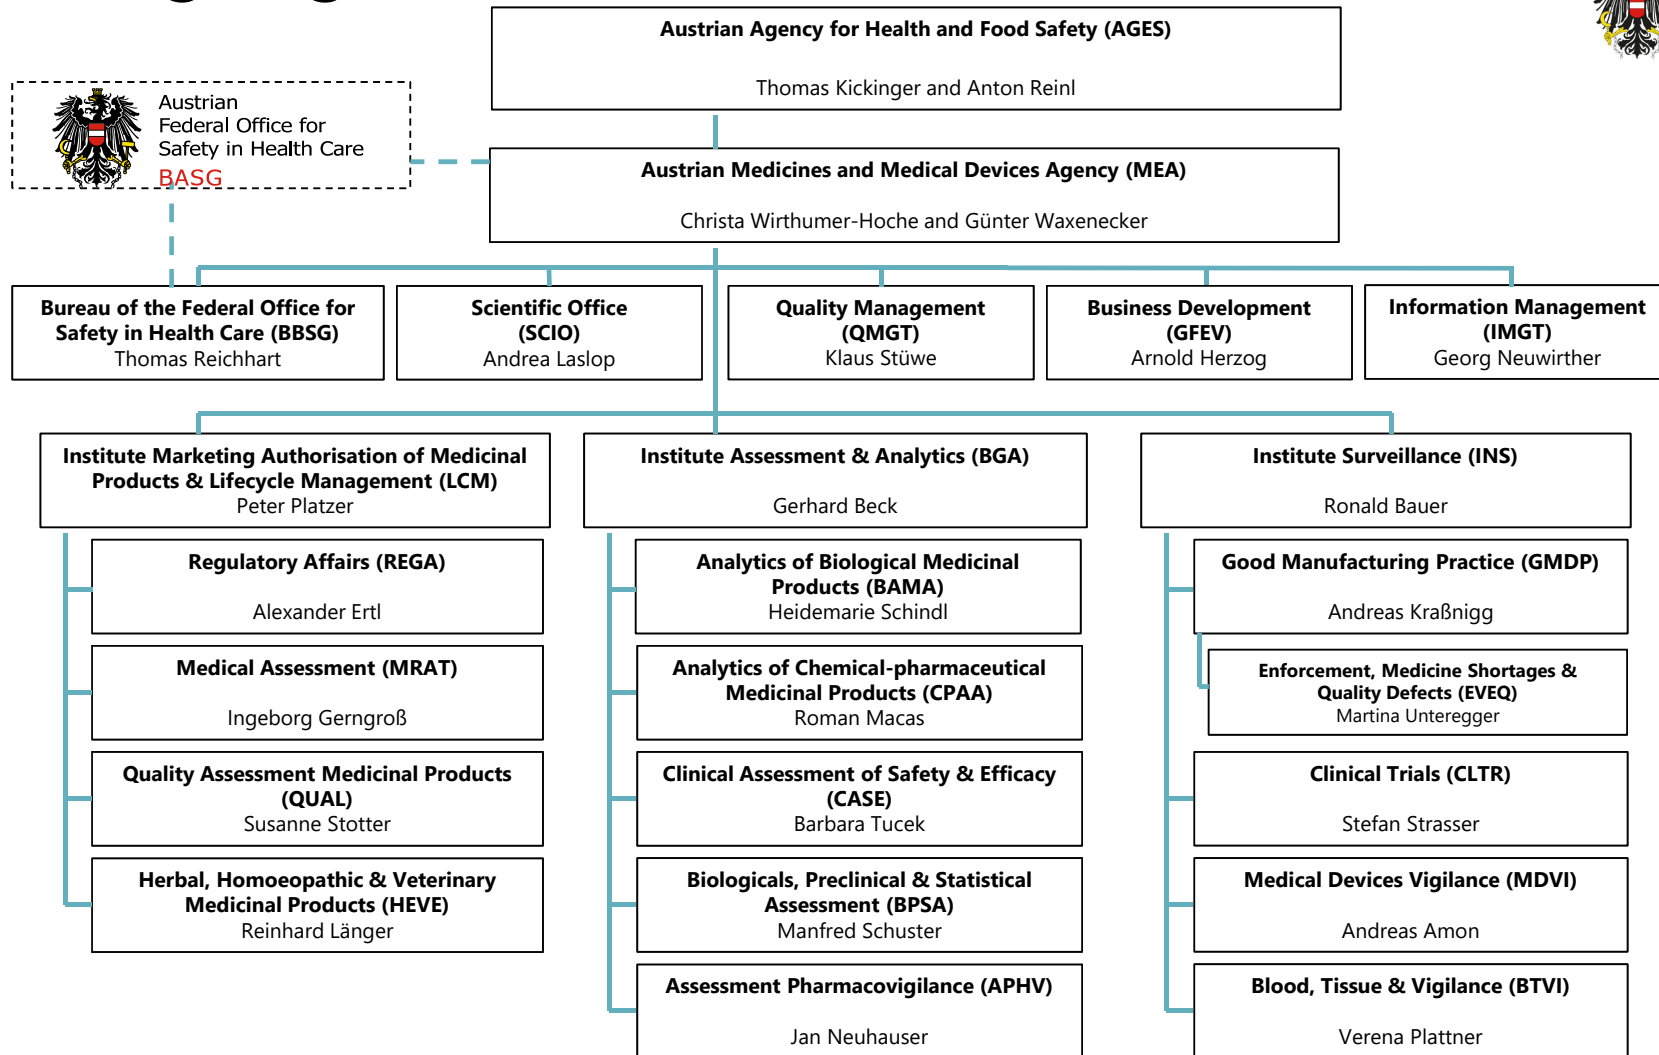 Austrian Agency for Health and Food Safety (AGES)
Thomas Kickinger and Anton Reinl
Austrian
Federal Office for
Safety in Health Care
BASG
Austrian Medicines and Medical Devices Agency (MEA)
Christa Wirthumer-Hoche and Günter Waxenecker
Bureau of the Federal Office for
Safety in Health Care (BBSG)
Thomas Reichhart
Scientific Office
(SCIO)
Andrea Laslop
Quality Management
(QMGT)
Klaus Stüwe
Business Development
(GFEV)
Arnold Herzog
Information Management
(IMGT)
Georg Neuwirther
Institute Marketing Authorisation of Medicinal
Products & Lifecycle Management (LCM)
Peter Platzer
Regulatory Affairs (REGA)
Alexander Ertl
Medical Assessment (MRAT)
Ingeborg Gerngroß
Quality Assessment Medicinal Products
(QUAL)
Susanne Stotter
Herbal, Homoeopathic & Veterinary
Medicinal Products (HEVE)
Reinhard Länger
Institute Assessment & Analytics (BGA)
Gerhard Beck
Analytics of Biological Medicinal
Products (BAMA)
Heidemarie Schindl
Analytics of Chemical-pharmaceutical
Medicinal Products (CPAA)
Roman Macas
Clinical Assessment of Safety & Efficacy
(CASE)
Barbara Tucek
Biologicals, Preclinical & Statistical
Assessment (BPSA)
Manfred Schuster
Assessment Pharmacovigilance (APHV)
Jan Neuhauser
Institute Surveillance (INS)
Ronald Bauer
Good Manufacturing Practice (GMDP)
Andreas Kraßnigg
Enforcement, Medicine Shortages &
Quality Defects (EVEQ)
Martina Unteregger
Clinical Trials (CLTR)
Stefan Strasser
Medical Devices Vigilance (MDVI)
Andreas Amon
Blood, Tissue & Vigilance (BTVI)
Verena Plattner